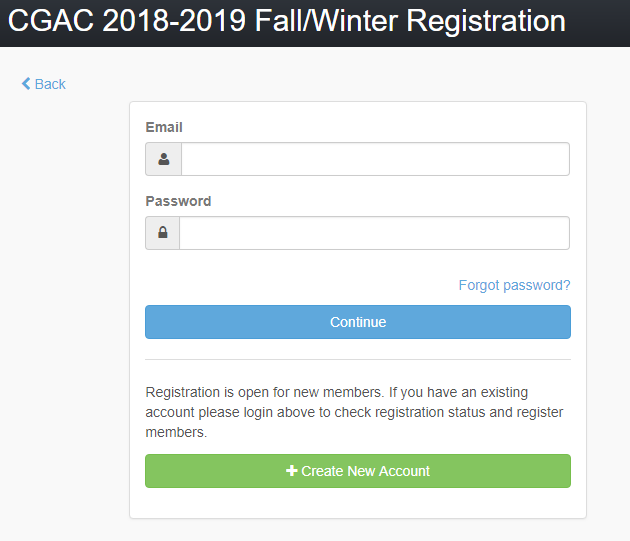 CGAC 2018-2019 Fall/Winter Registration
Back
Email
Password
Forgot password?
Continue
Registration is open for new members. If you have an existing
account please login above to check registration status and register
members.
Create New Account